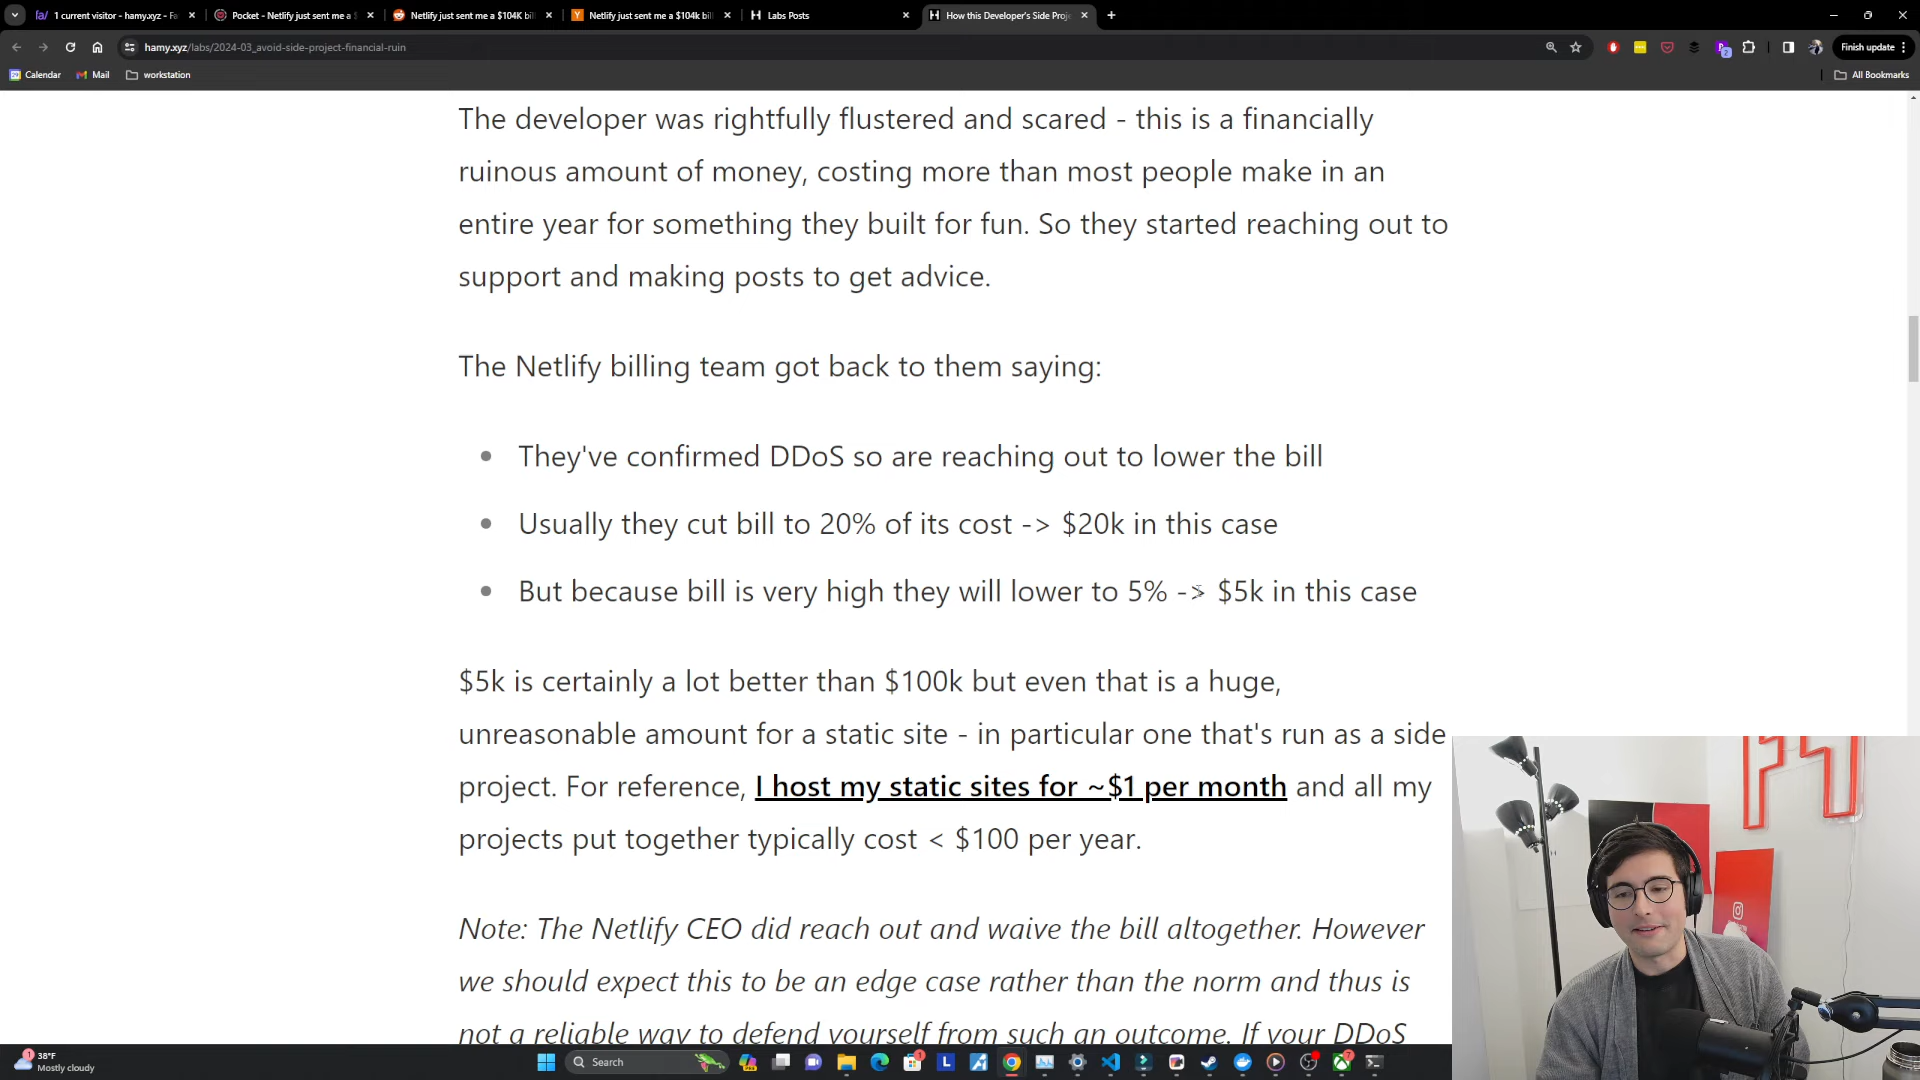 1 current visitor - hamy.xyz - Fa
Pocket - Netlify just sent me a $
Netlify just sent me a $104K bil
Netlify just sent me a $104k bil
Labs Posts
How this Developer's Side Proje
hamy.xyz/labs/2024-03_avoid-side-project-financial-ruin
Finish update
Calendar
Mail
workstation
All Bookmarks
The developer was rightfully flustered and scared - this is a financially
ruinous amount of money, costing more than most people make in an
entire year for something they built for fun. So they started reaching out to
support and making posts to get advice.
The Netlify billing team got back to them saying:
They've confirmed DDoS so are reaching out to lower the bill
Usually they cut bill to 20% of its cost -> $20k in this case
But because bill is very high they will lower to 5% -> $5k in this case
$5k is certainly a lot better than $100k but even that is a huge,
unreasonable amount for a static site - in particular one that's run as a side
project. For reference, I host my static sites for ~$1 per month and all my
projects put together typically cost < $100 per year.
Note: The Netlify CEO did reach out and waive the bill altogether. However
we should expect this to be an edge case rather than the norm and thus is
not a reliable way to defend yourself from such an outcome. If your DDoS
38°F
Mostly cloudy
Search